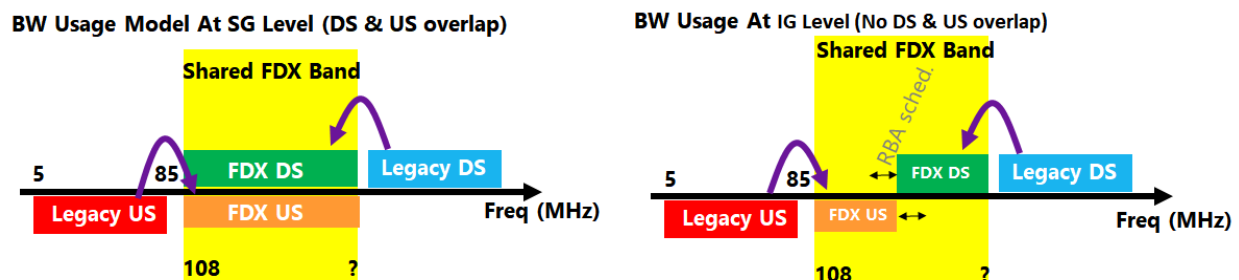 BW Usage Model At SG Level (DS & US overlap)
Shared FDX Band
5
85
FDX DS
Legacy DS
Legacy US
FDX US
Freq (MHz)
108
?
BW Usage At IG Level (No DS & US overlap)
Shared FDX Band
RBA sched.
5
85
FDX DS
Legacy DS
Legacy US
FDX US
Freq (MHz)
108
?